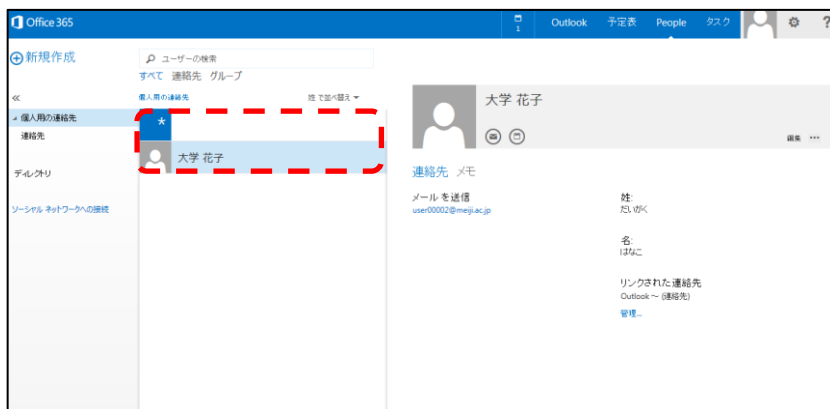 Office 365
1
Outlook 予定表 People タスク
?
新規作成
ユーザーの検索
すべて 連絡先 グループ
≪
個人用の連絡先 姓 で並べ替え
個人用の連絡先
連絡先
ディレクトリ
ソーシャル ネットワークへの接続
*
大学 花子
大学 花子
編集 •••
連絡先 メモ
メール を送信
user00002@meiji.ac.jp
姓:
だいがく
名:
はなこ
リンクされた連絡先
Outlook ～ (連絡先)
管理...